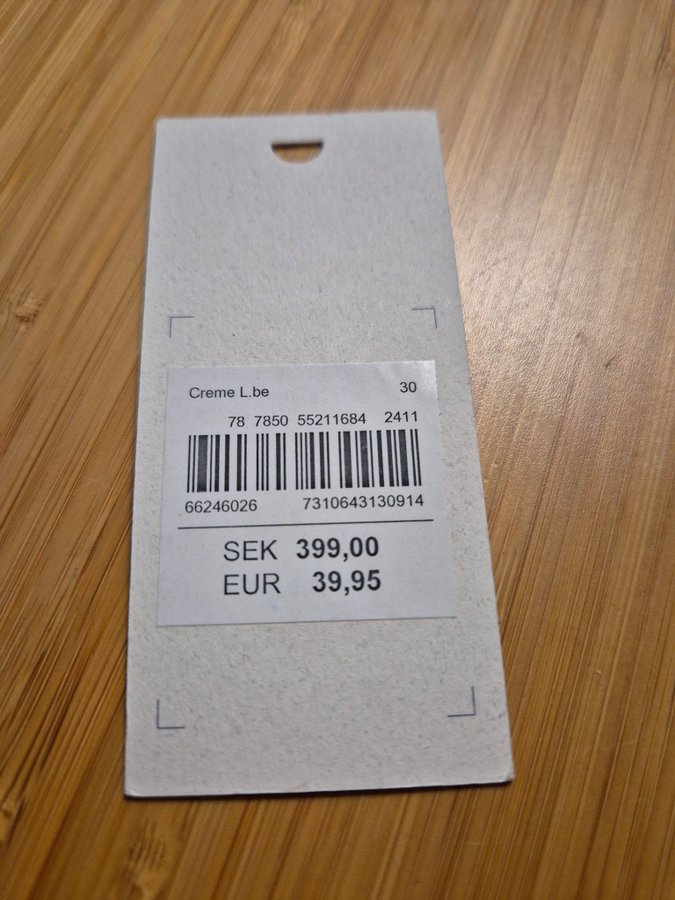 Creme L.be 30
78 7850 55211684 2411
66246026 7310643130914
SEK 399,00
EUR 39,95